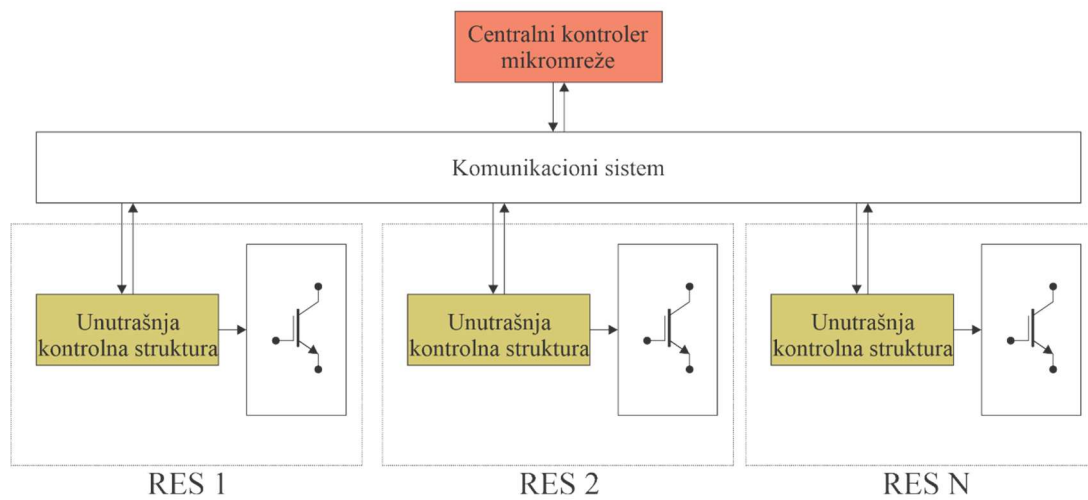 Centralni kontroler
mikromreže
Komunikacioni sistem
Unutrašnja
kontrolna struktura
Unutrašnja
kontrolna struktura
Unutrašnja
kontrolna struktura
RES 1
RES 2
RES N